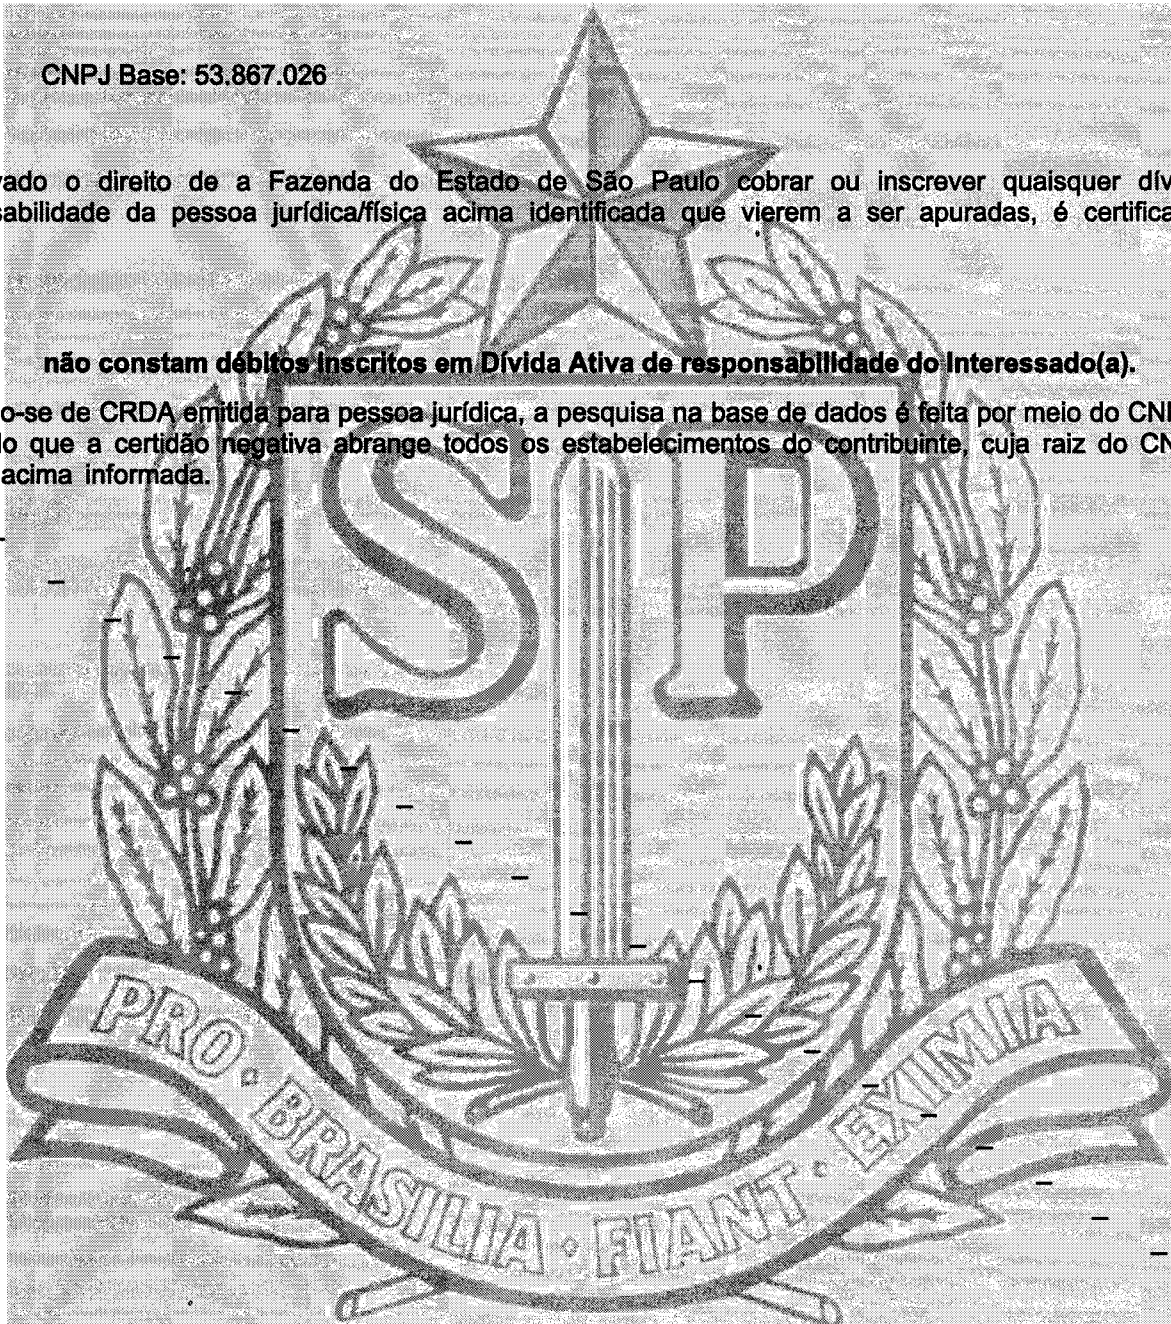 CNPJ Base: 53.867.026
vado o direito de a Fazenda do Estado de São Paulo cobrar ou inscrever quaisquer dív
sabilidade da pessoa jurídica/física acima identificada que vierem a ser apuradas, é certifica
não constam débitos inscritos em Dívida Ativa de responsabilidade do Interessado(a).
o-se de CRDA emitida para pessoa jurídica, a pesquisa na base de dados é feita por meio do CN
do que a certidão negativa abrange todos os estabelecimentos do contribuinte, cuja raiz do CN
acima informada.
SP
PRO · BRASILIA · FIANT · EXIMIA